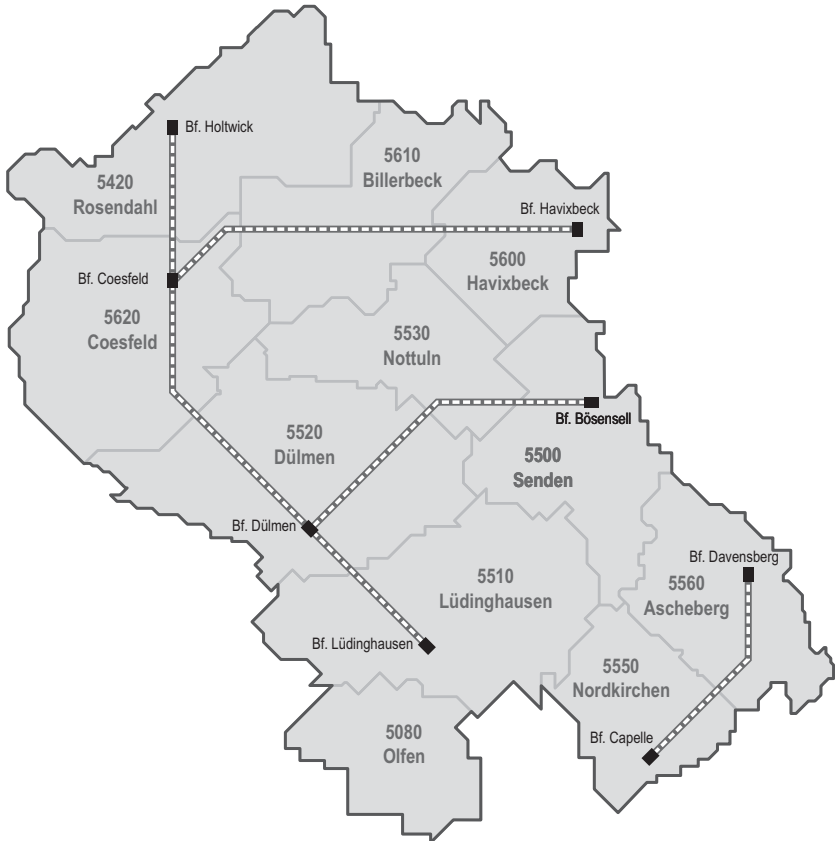 Bf. Holtwick
5610
Billerbeck
5420
Rosendahl
Bf. Havixbeck
5600
Havixbeck
Bf. Coesfeld
5620
Coesfeld
5530
Nottuln
Bf. Bösensell
5520
Dülmen
5500
Senden
Bf. Dülmen
Bf. Davensberg
5510
Lüdinghausen
5560
Ascheberg
Bf. Lüdinghausen
5550
Nordkirchen
5080
Olfen
Bf. Capelle